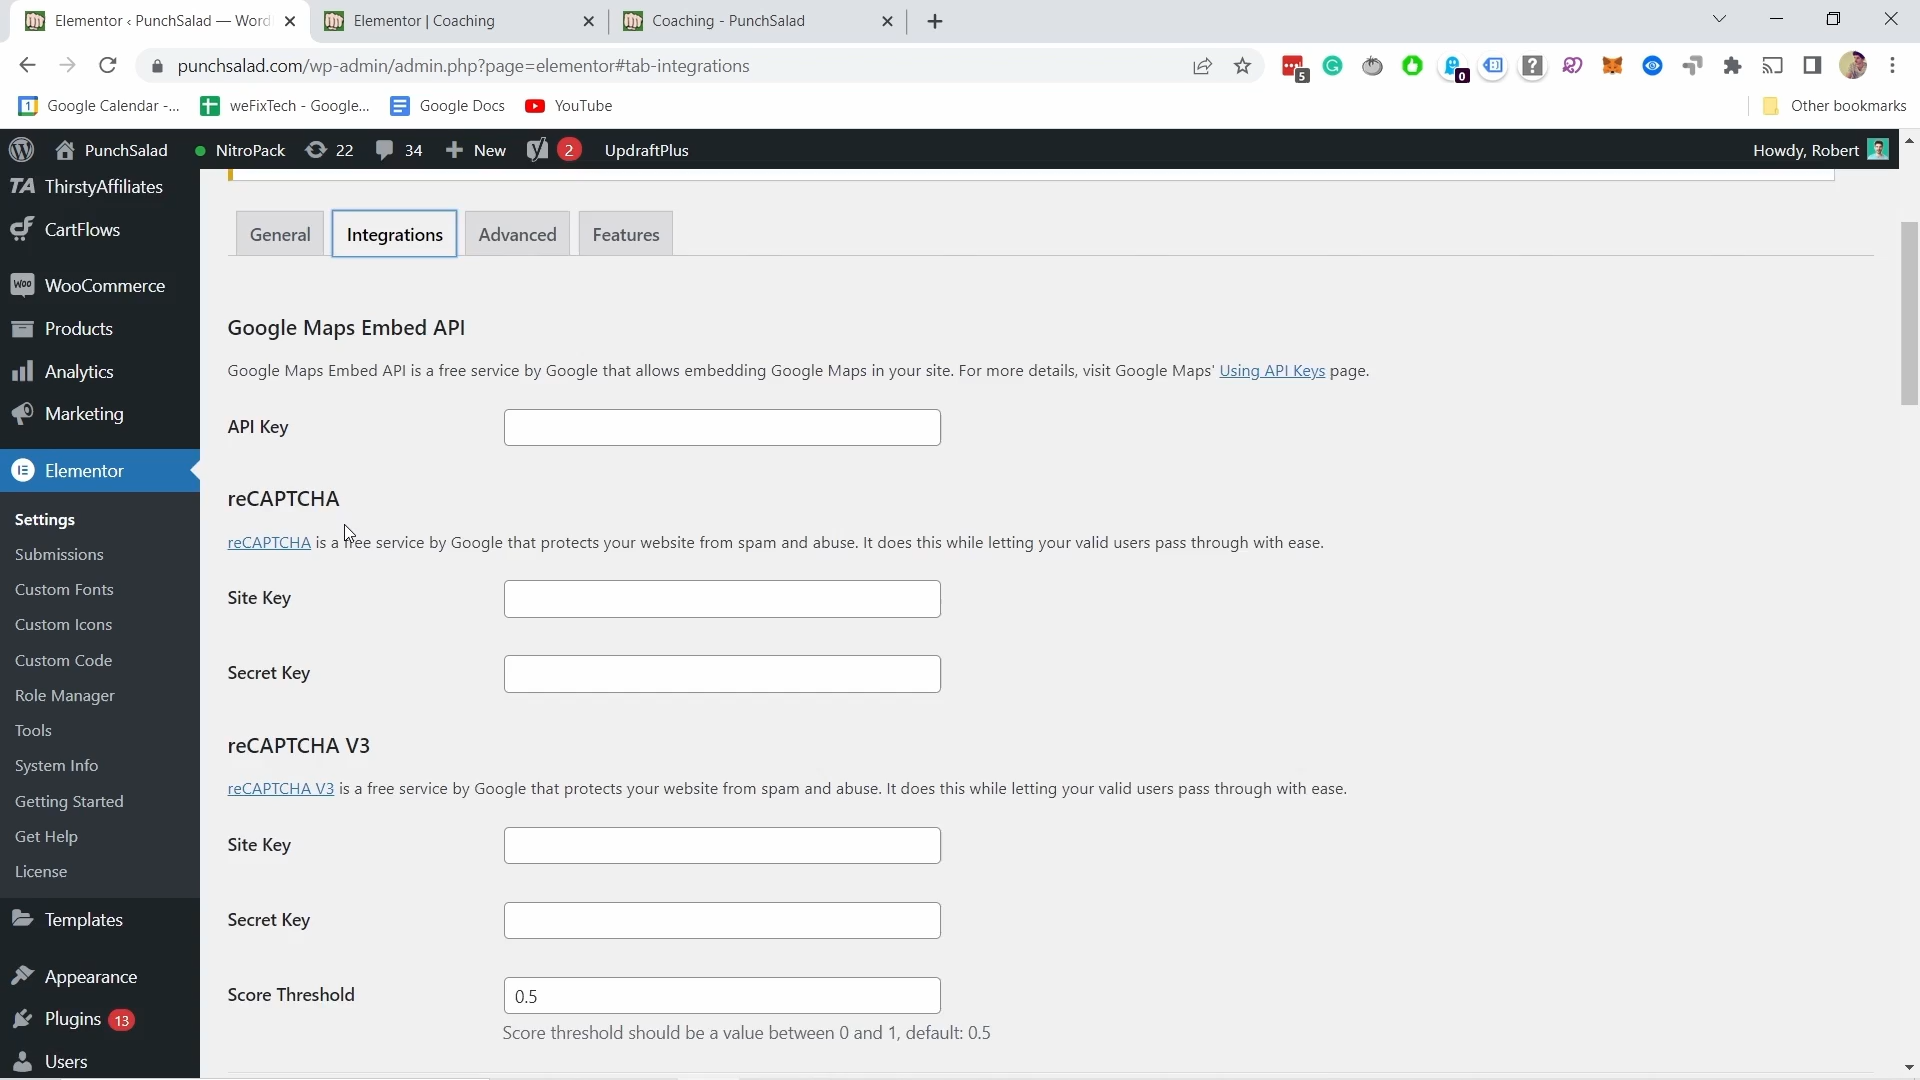 Elementor ‹ PunchSalad — Word
Elementor | Coaching
Coaching - PunchSalad
punchsalad.com/wp-admin/admin.php?page=elementor#tab-integrations
5
0
Google Calendar -...
weFixTech - Google...
Google Docs
YouTube
Other bookmarks
PunchSalad
NitroPack
22
34
New
2
UpdraftPlus
Howdy, Robert
TA ThirstyAffiliates
CartFlows
WooCommerce
Products
Analytics
Marketing
Elementor
Settings
Submissions
Custom Fonts
Custom Icons
Custom Code
Role Manager
Tools
System Info
Getting Started
Get Help
License
Templates
Appearance
Plugins 13
Users
General
Integrations
Advanced
Features
Google Maps Embed API
Google Maps Embed API is a free service by Google that allows embedding Google Maps in your site. For more details, visit Google Maps' Using API Keys page.
API Key
reCAPTCHA
reCAPTCHA is a free service by Google that protects your website from spam and abuse. It does this while letting your valid users pass through with ease.
Site Key
Secret Key
reCAPTCHA V3
reCAPTCHA V3 is a free service by Google that protects your website from spam and abuse. It does this while letting your valid users pass through with ease.
Site Key
Secret Key
Score Threshold
0.5
Score threshold should be a value between 0 and 1, default: 0.5